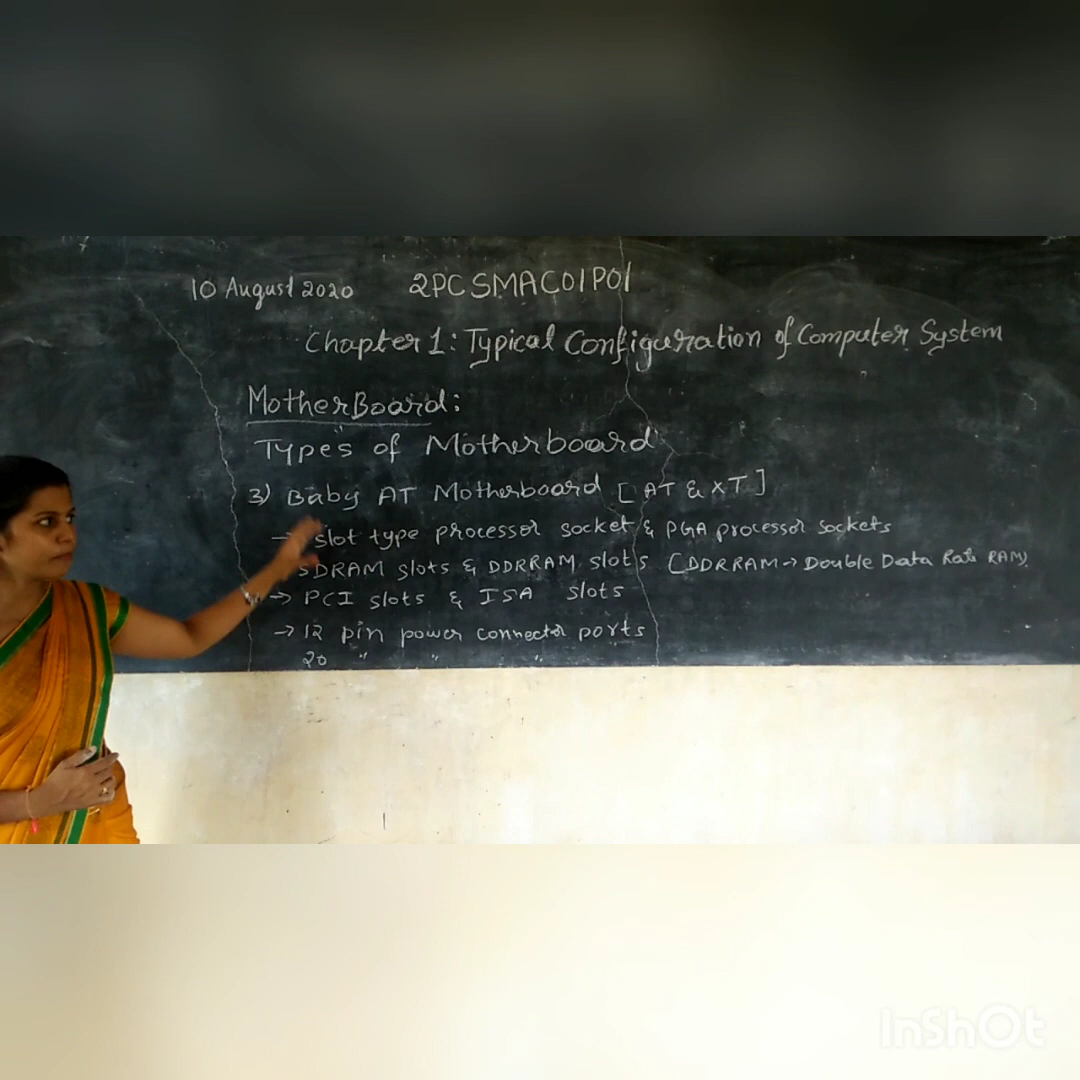 10 August 2020 2PCSMAC01P01
Chapter 1: Typical Configuration of Computer System
MotherBoard:
Types of Motherboard
3) Baby AT Motherboard [AT & XT]
→ slot type processor socket & PGA processor sockets
SDRAM slots & DDRRAM slots [DDRRAM → Double Data Rate RAM]
→ PCI slots & ISA slots
→ 12 pin power connector ports
20 " " "
InShOt